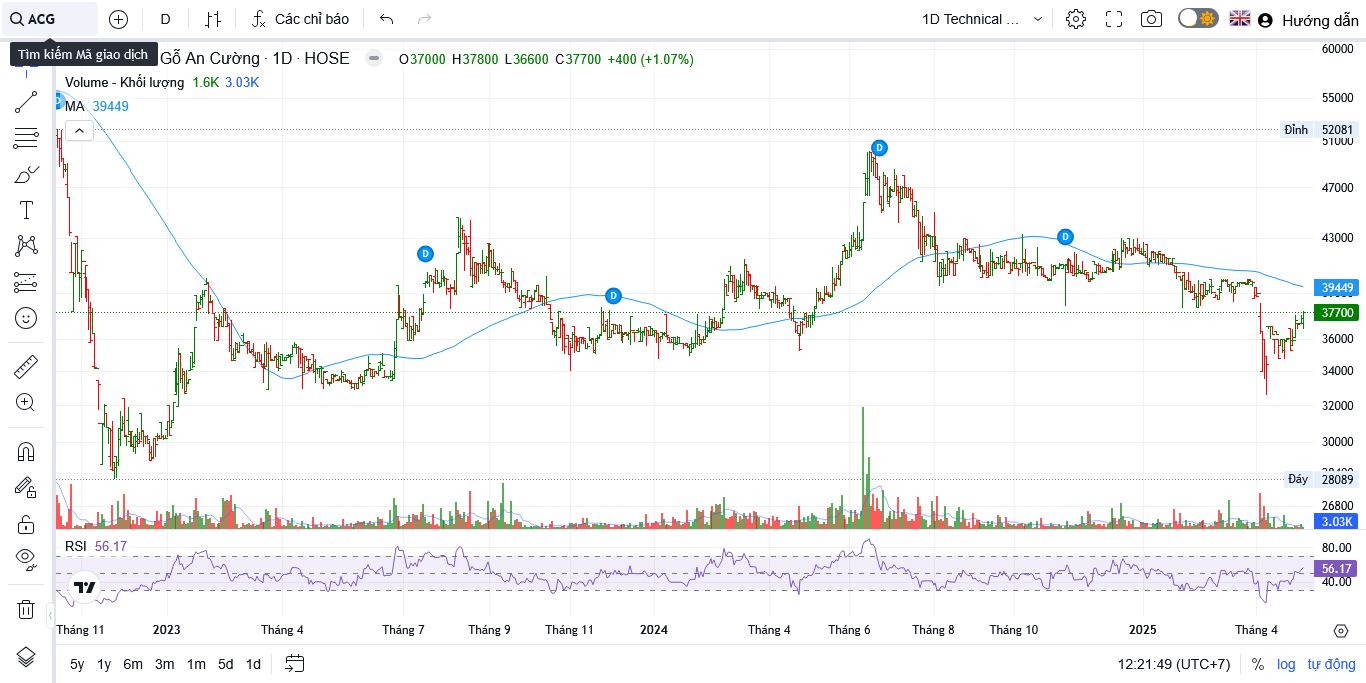 ACG D Các chỉ báo 1D Technical ... Hướng dẫn
Tìm kiếm Mã giao dịch
Gỗ An Cường · 1D · HOSE O37000 H37800 L36600 C37700 +400 (+1.07%)
Volume - Khối lượng 1.6K 3.03K
MA 39449
60000
55000
Đỉnh 52081
51000
D
D
D
D
D
47000
43000
39449
37700
36000
34000
32000
30000
Đáy 28089
26800
3.03K
RSI 56.17
80.00
56.17
40.00
Tháng 11 2023 Tháng 4 Tháng 7 Tháng 9 Tháng 11 2024 Tháng 4 Tháng 6 Tháng 8 Tháng 10 2025 Tháng 4
5y 1y 6m 3m 1m 5d 1d 12:21:49 (UTC+7) % log tự động